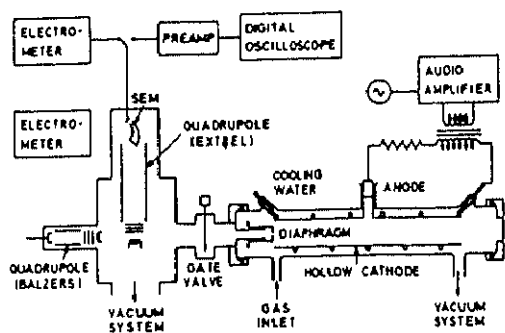 ELECTRO-
METER
PREAMP
DIGITAL
OSCILLOSCOPE
AUDIO
AMPLIFIER
SEM
ELECTRO-
METER
QUADRUPOLE
(EXTREL)
COOLING
WATER
ANODE
DIAPHRAGM
QUADRUPOLE
(BALZERS)
GATE
VALVE
HOLLOW CATHODE
VACUUM
SYSTEM
GAS
INLET
VACUUM
SYSTEM